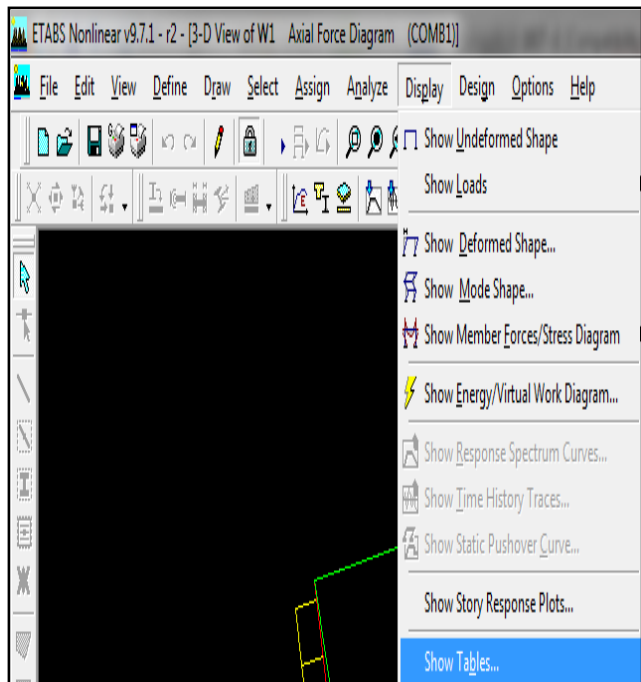 ETABS Nonlinear v9.7.1 - r2 - [3-D View of W1 Axial Force Diagram (COMB1)]
File Edit View Define Draw Select Assign Analyze Display Design Options Help
Show Undeformed Shape
Show Loads
Show Deformed Shape...
Show Mode Shape...
Show Member Forces/Stress Diagram
Show Energy/Virtual Work Diagram...
Show Response Spectrum Curves...
Show Time History Traces...
Show Static Pushover Curve...
Show Story Response Plots...
Show Tables...